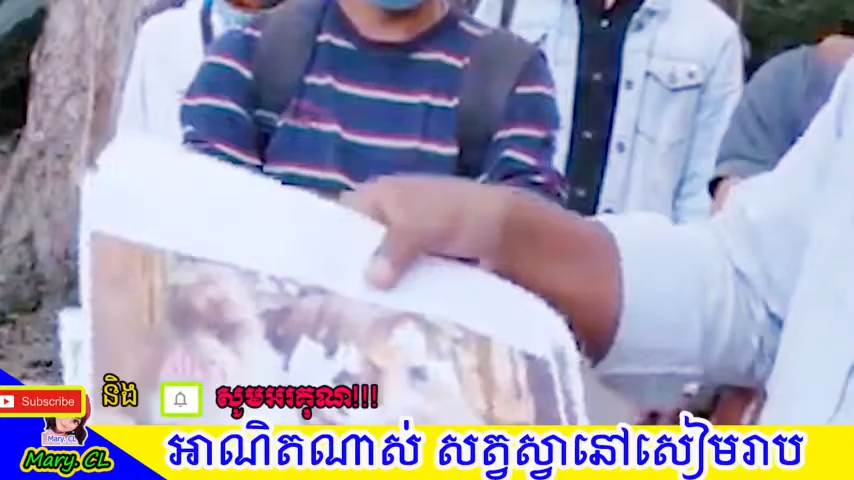 Subscribe
និង
សូមអរគុណ!!!
Mary. CL
Mary. CL
អាណិតណាស់ សត្វស្វានៅសៀមរាប